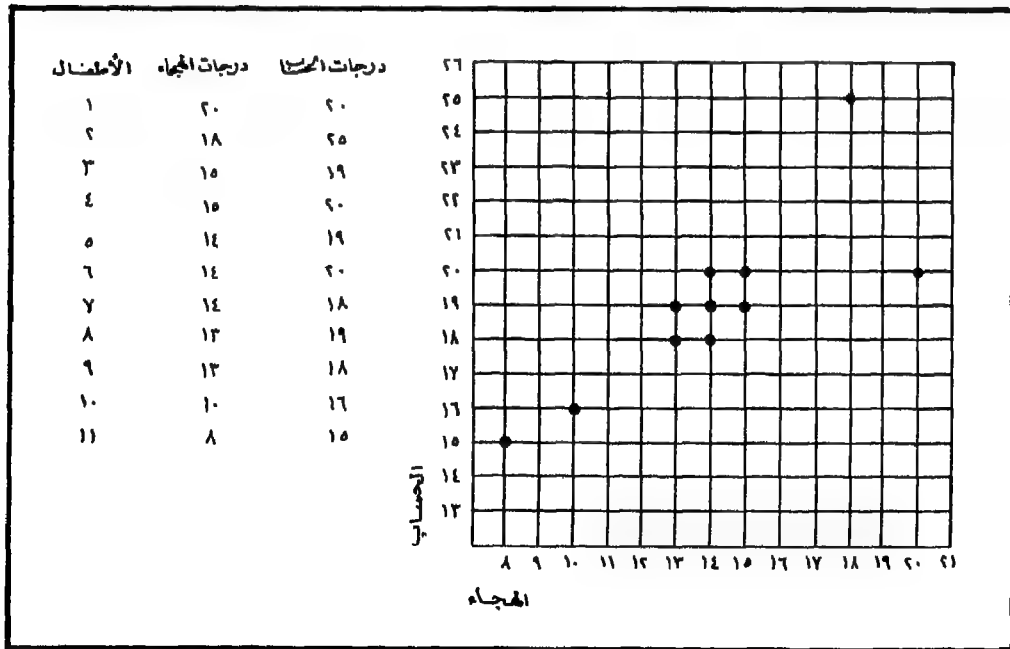 درجات الحساب درجات الهجاء الأطفال
٢٠ ٢٠ ١
٢٥ ١٨ ٢
١٩ ١٥ ٣
٢٠ ١٥ ٤
١٩ ١٤ ٥
٢٠ ١٤ ٦
١٨ ١٤ ٧
١٩ ١٣ ٨
١٨ ١٣ ٩
١٦ ١٠ ١٠
١٥ ٨ ١١
٢٦
٢٥
٢٤
٢٣
٢٢
٢١
٢٠
١٩
١٨
١٧
١٦
١٥
١٤
١٣
الحساب
٨ ٩ ١٠ ١١ ١٢ ١٣ ١٤ ١٥ ١٦ ١٧ ١٨ ١٩ ٢٠ ٢١
الهجاء